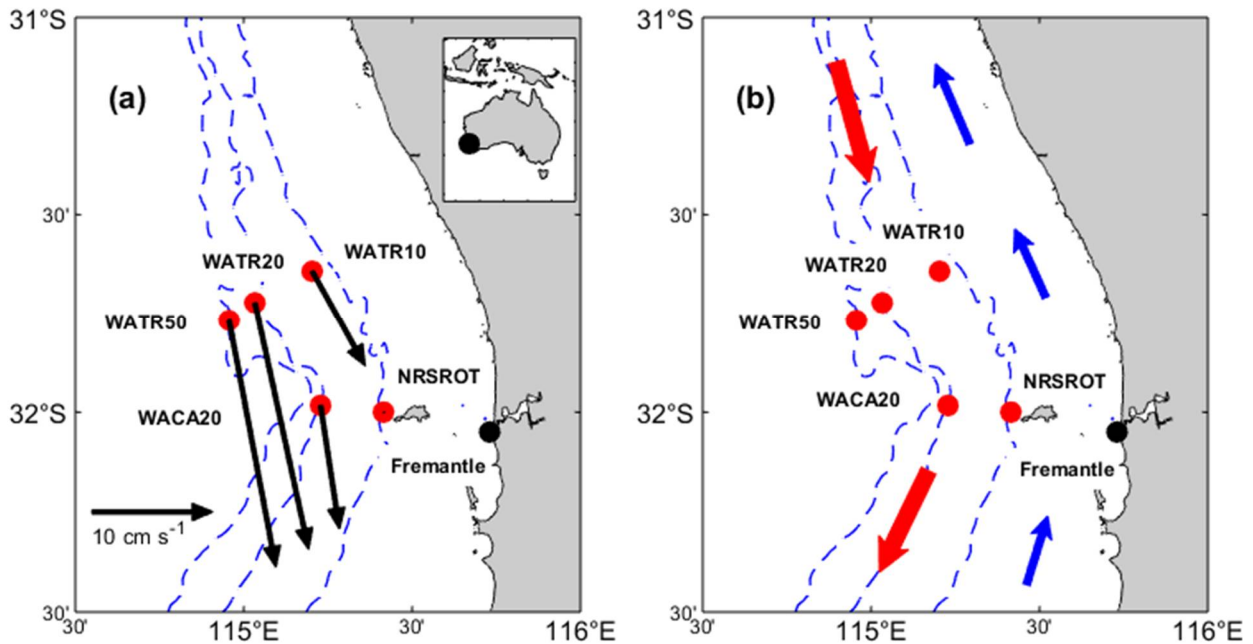 31°S
(a)
30'
WATR10
WATR20
WATR50
NRSROT
32°S
WACA20
Fremantle
10 cm s⁻¹
30'
30'
115°E
30'
116°E
31°S
(b)
30'
WATR10
WATR20
WATR50
NRSROT
WACA20
32°S
Fremantle
30'
30'
115°E
30'
116°E